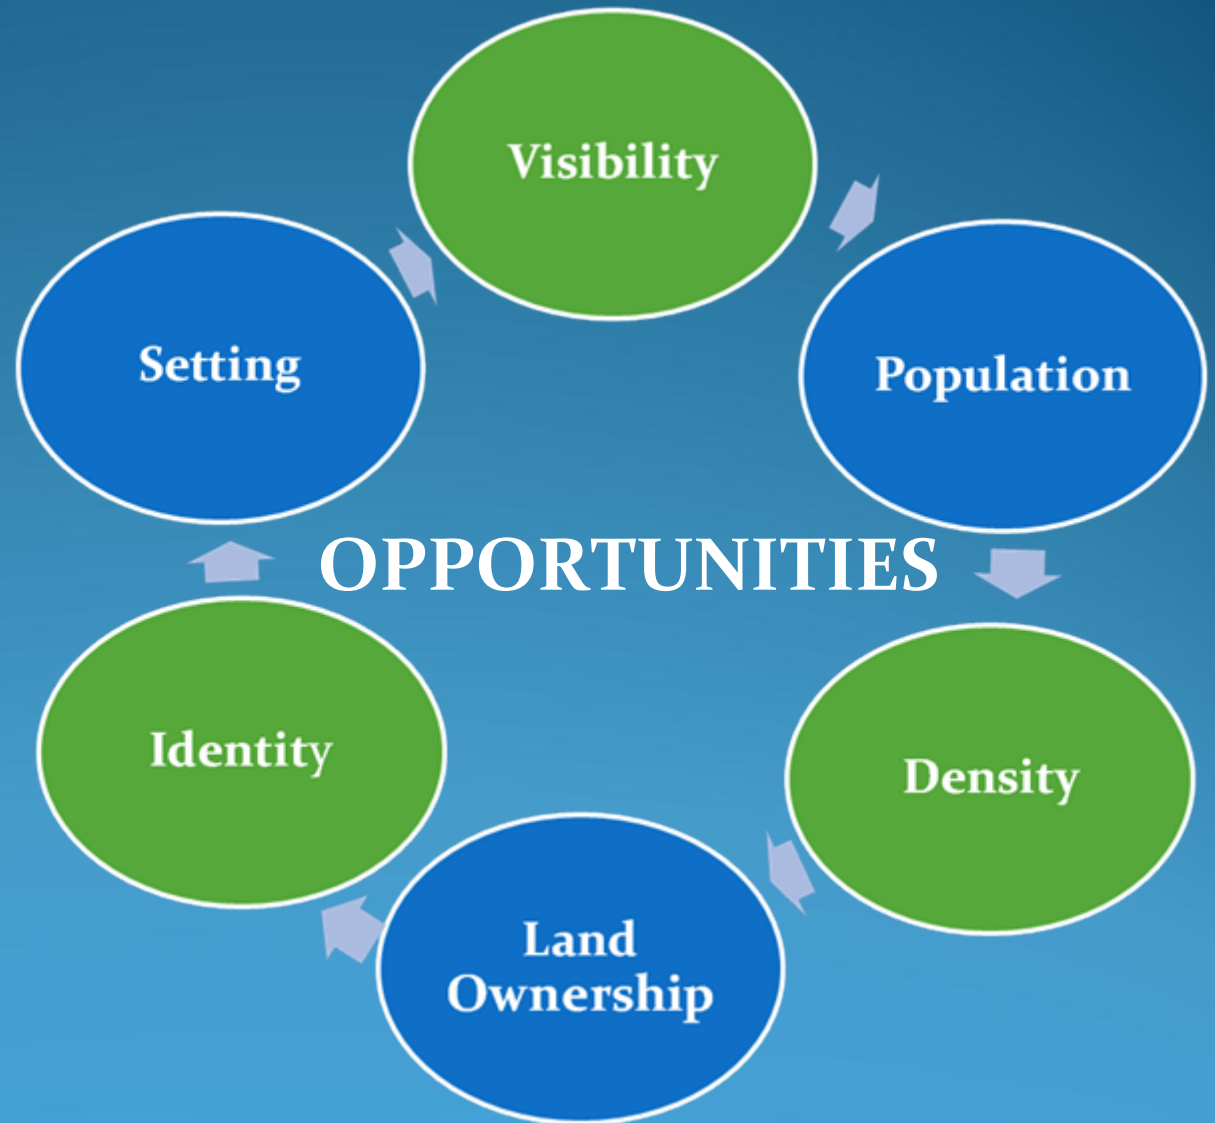 Visibility
Setting
Population
OPPORTUNITIES
Identity
Density
Land
Ownership